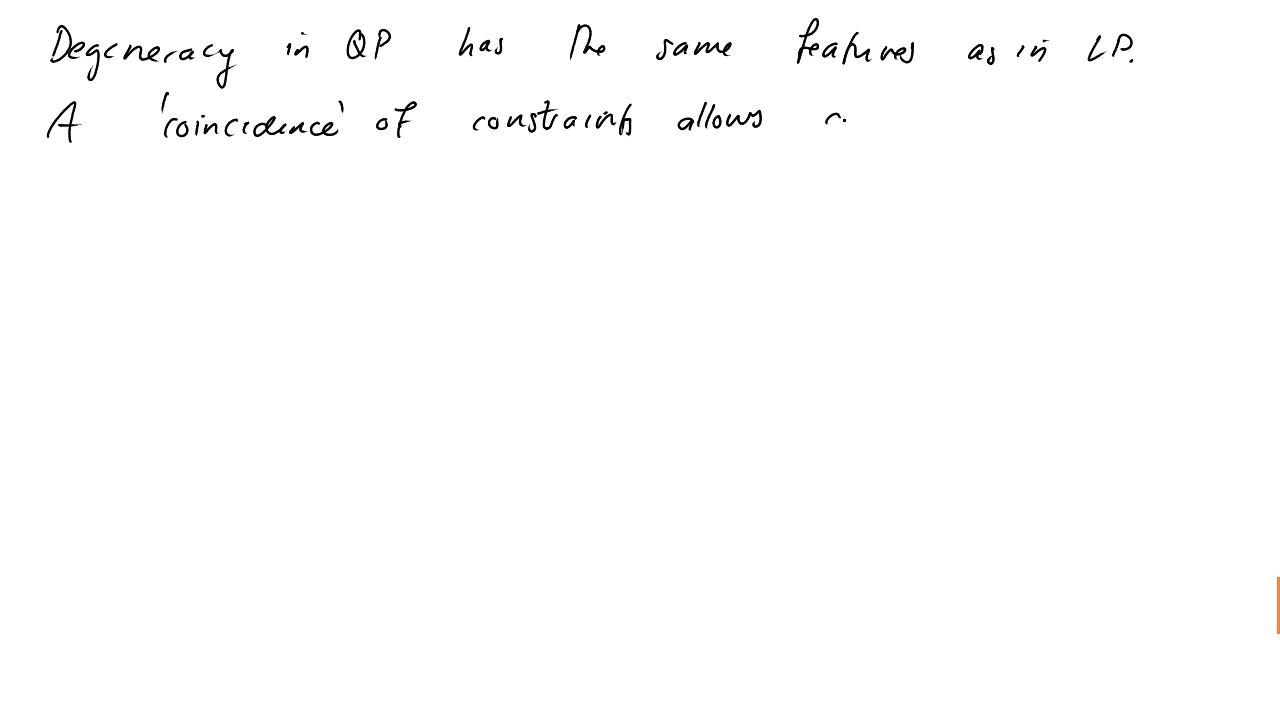 Degeneracy in QP has the same features as in LP.
A 'coincidence' of constraints allows